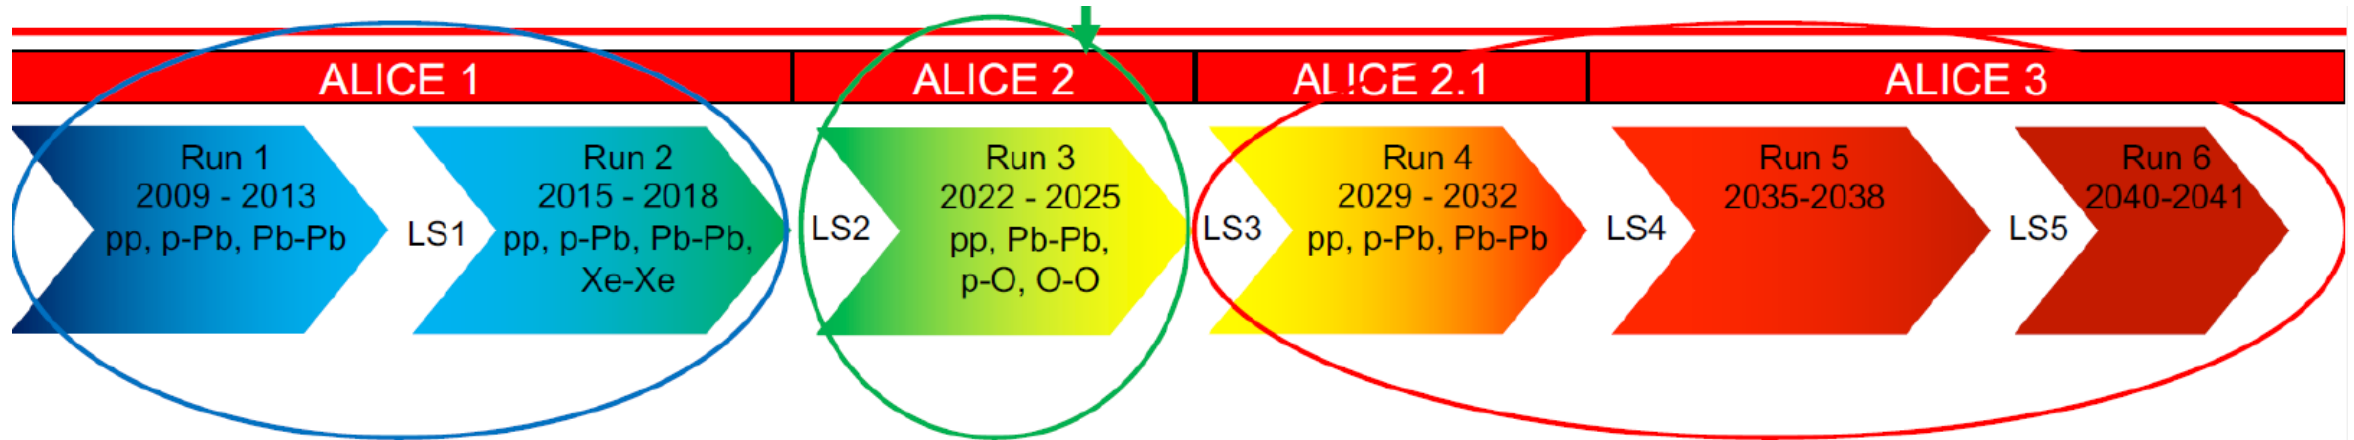 ALICE 1
ALICE 2
ALICE 2.1
ALICE 3
Run 1
2009 - 2013
pp, p-Pb, Pb-Pb
LS1
Run 2
2015 - 2018
pp, p-Pb, Pb-Pb,
Xe-Xe
LS2
Run 3
2022 - 2025
pp, Pb-Pb,
p-O, O-O
LS3
Run 4
2029 - 2032
pp, p-Pb, Pb-Pb
LS4
Run 5
2035-2038
LS5
Run 6
2040-2041